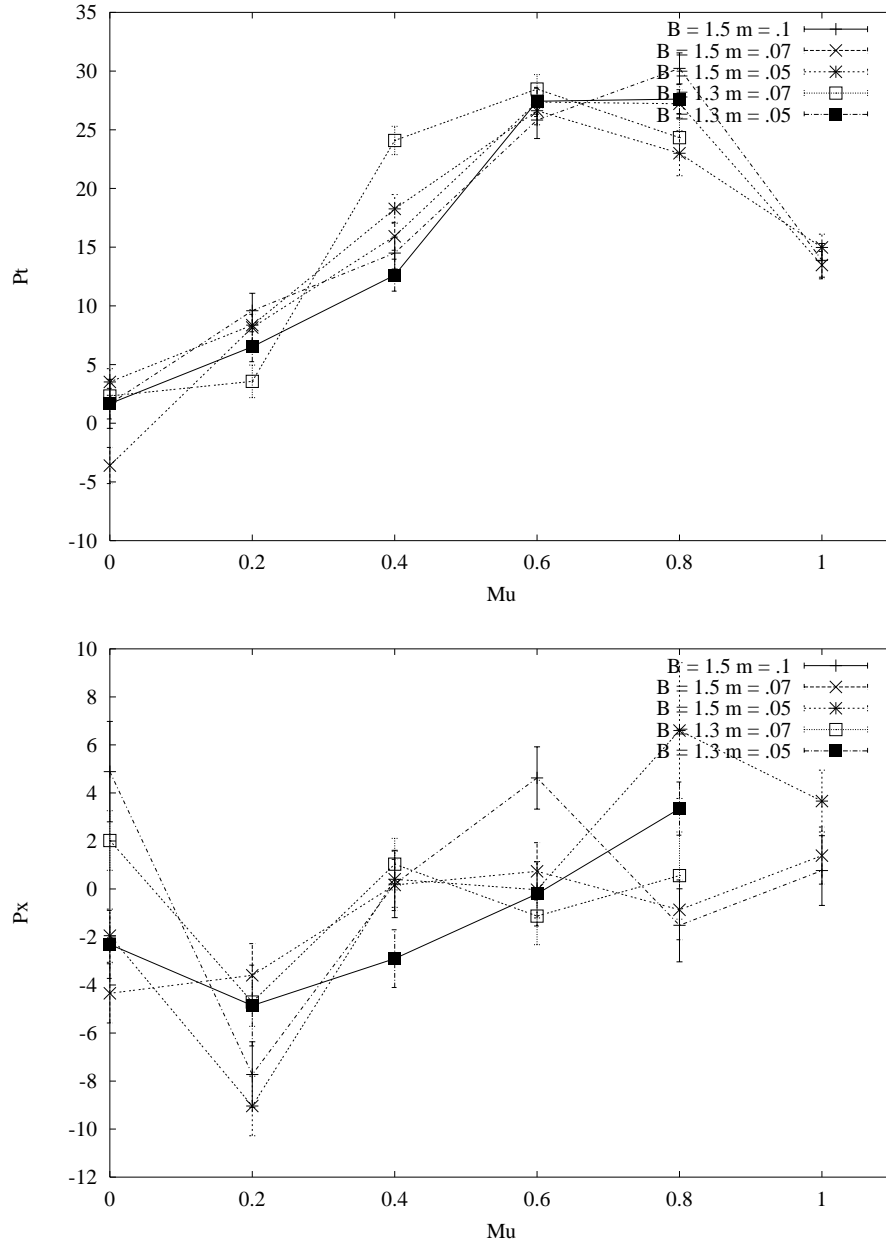 35
30
25
20
15
10
5
0
-5
-10
Pt
0 0.2 0.4 0.6 0.8 1
Mu
B = 1.5 m = .1
B = 1.5 m = .07
B = 1.5 m = .05
B = 1.3 m = .07
B = 1.3 m = .05
10
8
6
4
2
0
-2
-4
-6
-8
-10
-12
Px
0 0.2 0.4 0.6 0.8 1
Mu
B = 1.5 m = .1
B = 1.5 m = .07
B = 1.5 m = .05
B = 1.3 m = .07
B = 1.3 m = .05